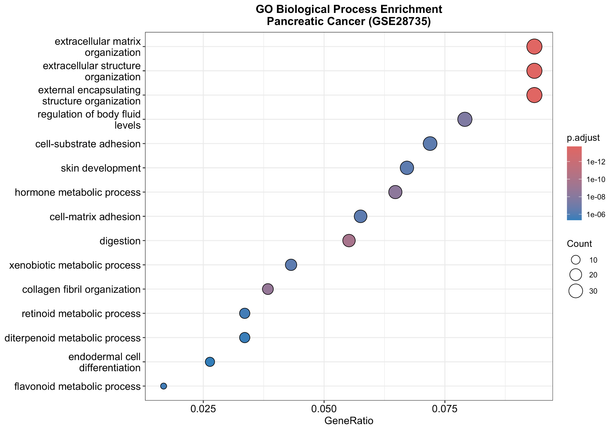 GO Biological Process Enrichment
Pancreatic Cancer (GSE28735)
extracellular matrix
organization
extracellular structure
organization
external encapsulating
structure organization
regulation of body fluid
levels
cell-substrate adhesion
skin development
hormone metabolic process
cell-matrix adhesion
digestion
xenobiotic metabolic process
collagen fibril organization
retinoid metabolic process
diterpenoid metabolic process
endodermal cell
differentiation
flavonoid metabolic process
0.025 0.050 0.075
GeneRatio
p.adjust
1e-12
1e-10
1e-08
1e-06
Count
10
20
30